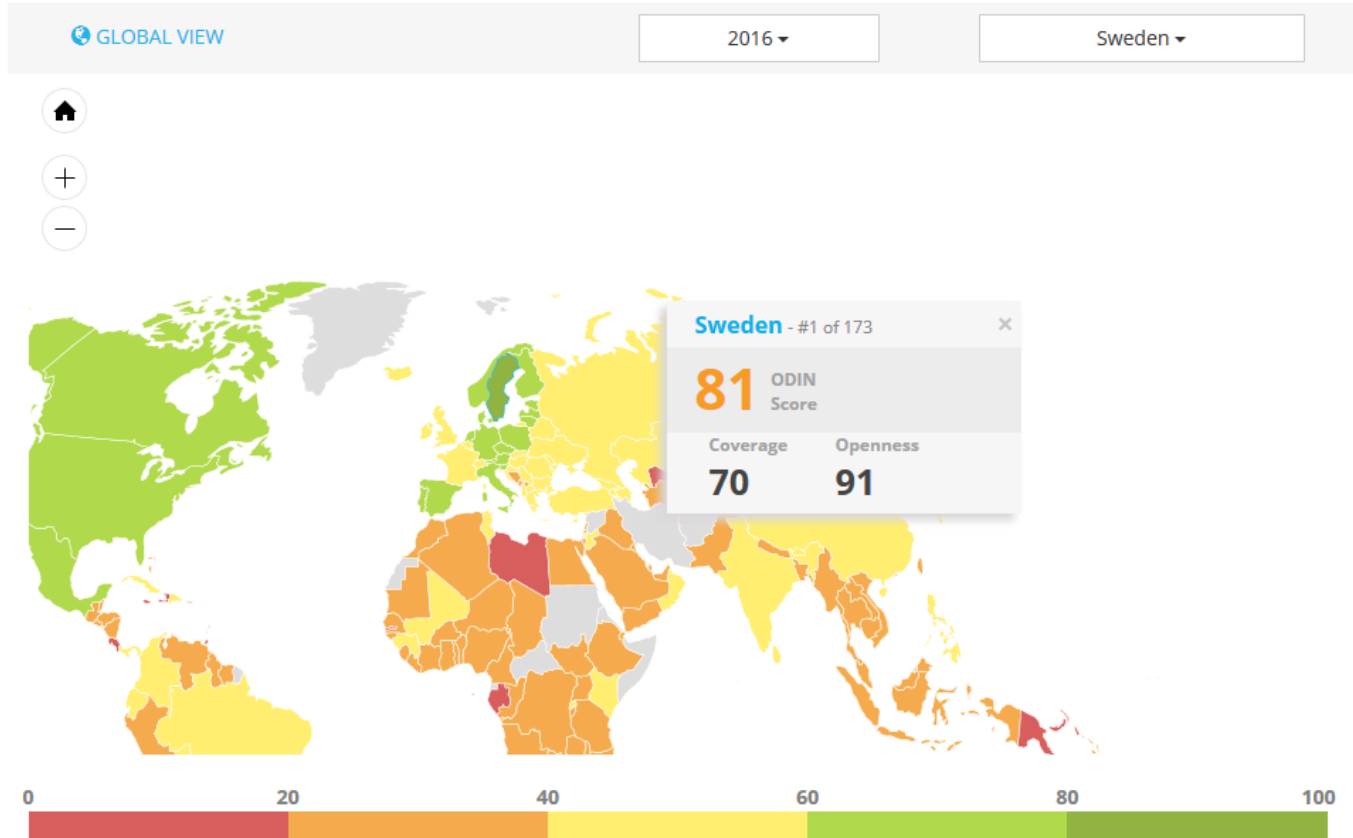 GLOBAL VIEW
2016
Sweden
Sweden - #1 of 173
×
81 ODIN Score
Coverage Openness
70 91
0 20 40 60 80 100